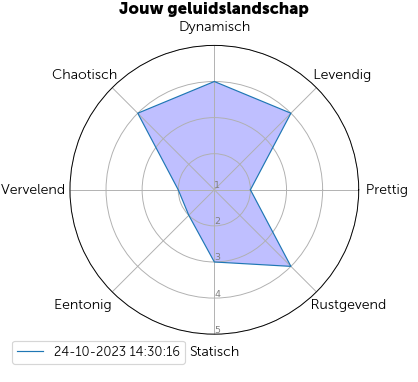 Jouw geluidslandschap
Dynamisch
Chaotisch
Levendig
Vervelend
1
Prettig
2
3
4
Eentonig
Rustgevend
5
24-10-2023 14:30:16
Statisch